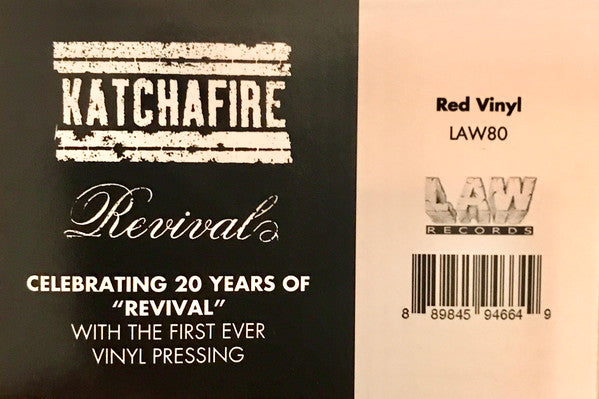 KATCHAFIRE
Revival
CELEBRATING 20 YEARS OF
“REVIVAL”
WITH THE FIRST EVER
VINYL PRESSING
Red Vinyl
LAW80
LAW
RECORDS
8 89845 94664 9